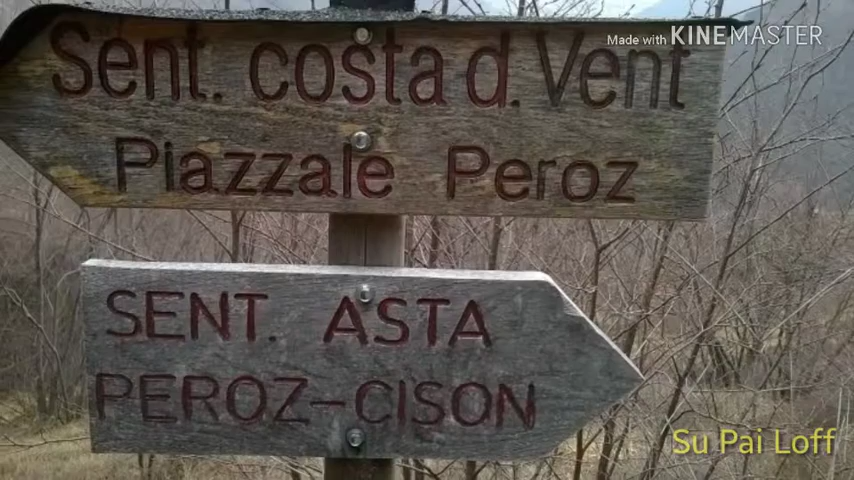 Sent. costa d. Vent
Piazzale Peroz
SENT. ASTA
PEROZ-CISON
Made with KINEMASTER
Su Pai Loff